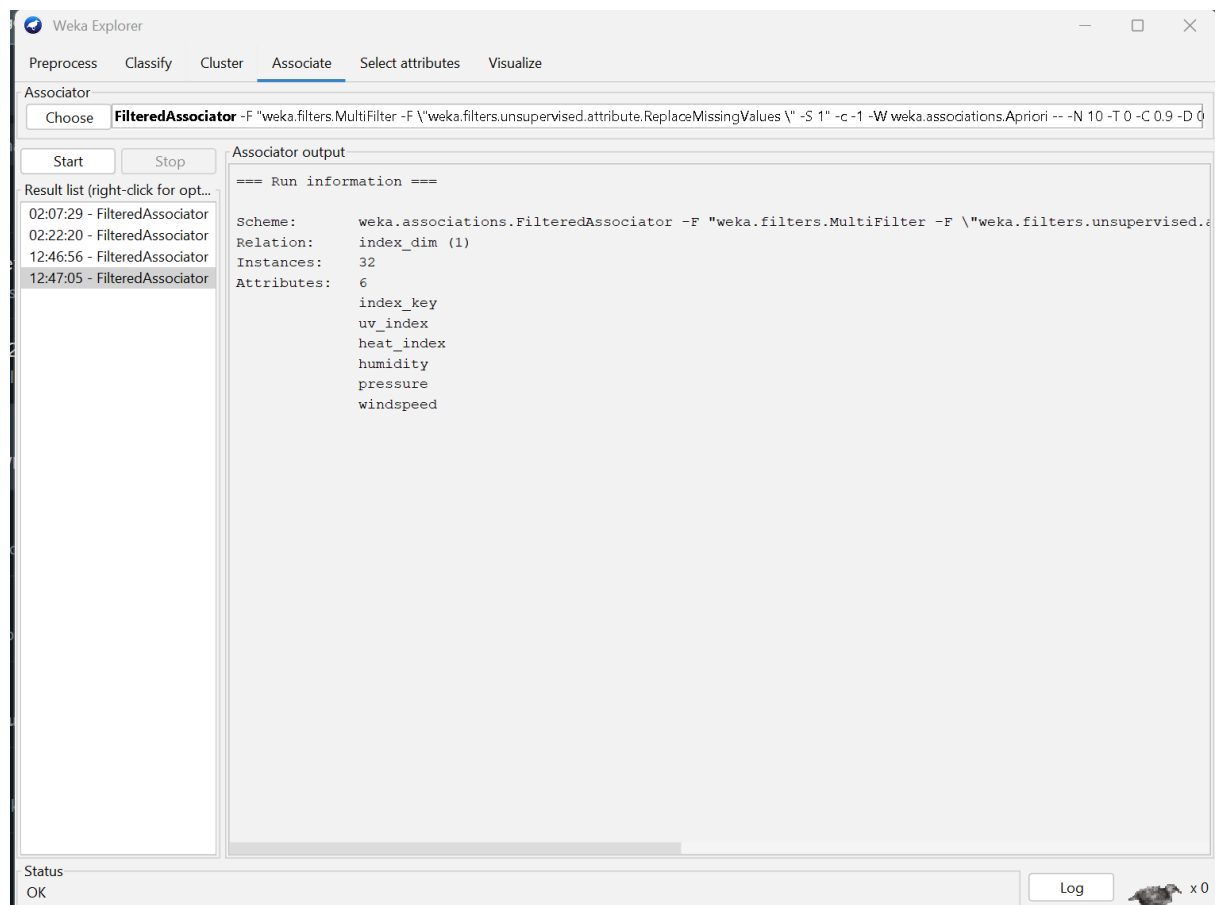 Weka Explorer
Preprocess Classify Cluster Associate Select attributes Visualize
Associator
Choose FilteredAssociator -F "weka.filters.MultiFilter -F \"weka.filters.unsupervised.attribute.ReplaceMissingValues \" -S 1" -c -1 -W weka.associations.Apriori -- -N 10 -T 0 -C 0.9 -D 0
Start Stop
Result list (right-click for opt...
02:07:29 - FilteredAssociator
02:22:20 - FilteredAssociator
12:46:56 - FilteredAssociator
12:47:05 - FilteredAssociator
Associator output
=== Run information ===
Scheme: weka.associations.FilteredAssociator -F "weka.filters.MultiFilter -F \"weka.filters.unsupervised.a
Relation: index_dim (1)
Instances: 32
Attributes: 6
index_key
uv_index
heat_index
humidity
pressure
windspeed
Status
OK
Log x 0